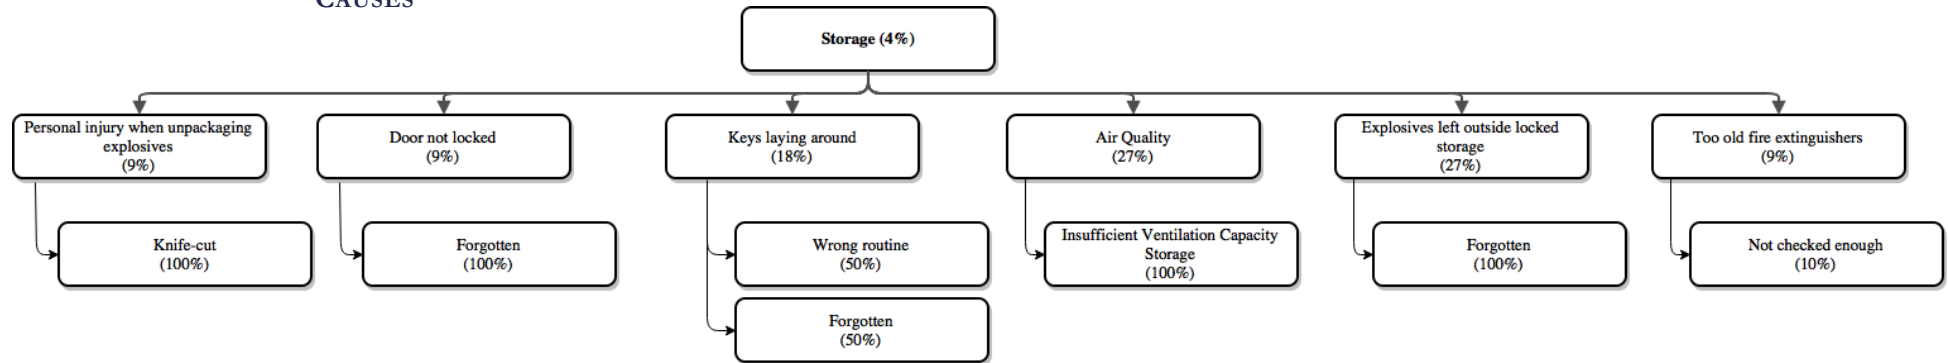 CAUSES
Storage (4%)
Personal injury when unpackaging
explosives
(9%)
Door not locked
(9%)
Keys laying around
(18%)
Air Quality
(27%)
Explosives left outside locked
storage
(27%)
Too old fire extinguishers
(9%)
Knife-cut
(100%)
Forgotten
(100%)
Wrong routine
(50%)
Insufficient Ventilation Capacity
Storage
(100%)
Forgotten
(100%)
Not checked enough
(10%)
Forgotten
(50%)